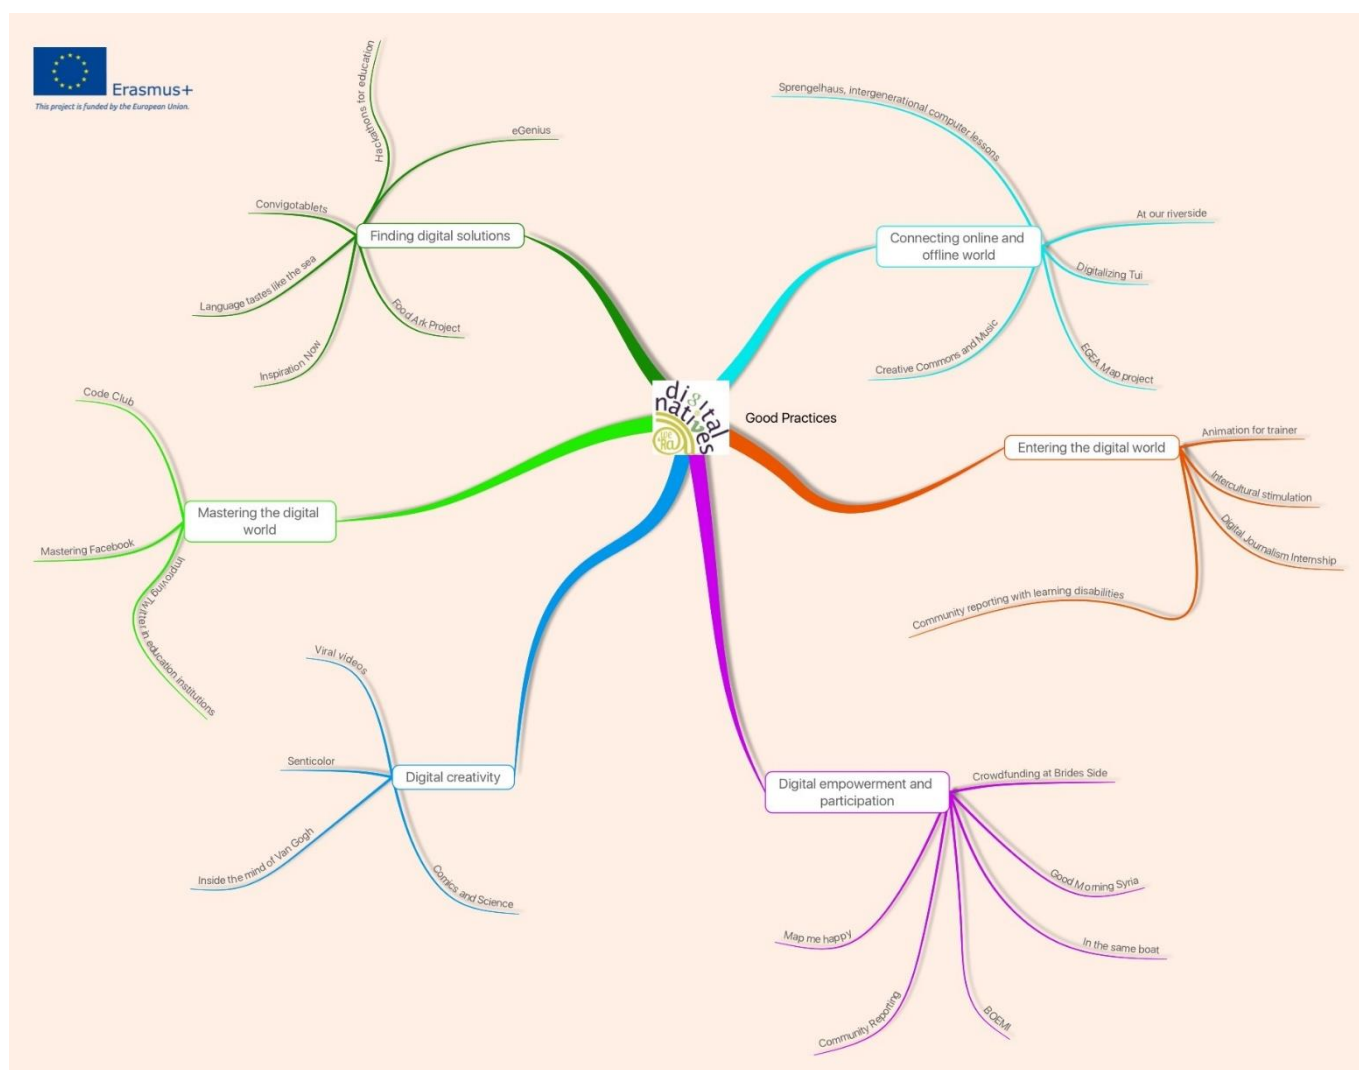 Erasmus+
This project is funded by the European Union.
Hackathons for education
eGenius
Convigotablets
Finding digital solutions
Language tastes like the sea
Food Ark Project
Inspiration Now
Sprengelhaus, intergenerational computer lessons
At our riverside
Connecting online and
offline world
Digitalizing Tui
Creative Commons and Music
EGEA Map project
digital
natives
Good Practices
Code Club
Mastering the digital
world
Mastering Facebook
Improving Twitter in education institutions
Animation for trainer
Entering the digital world
Intercultural stimulation
Digital Journalism Internship
Community reporting with learning disabilities
Viral videos
Senticolor
Digital creativity
Inside the mind of Van Gogh
Comics and Science
Digital empowerment and
participation
Crowdfunding at Brides Side
Good Morning Syria
In the same boat
Map me happy
Community Reporting
BOEMI